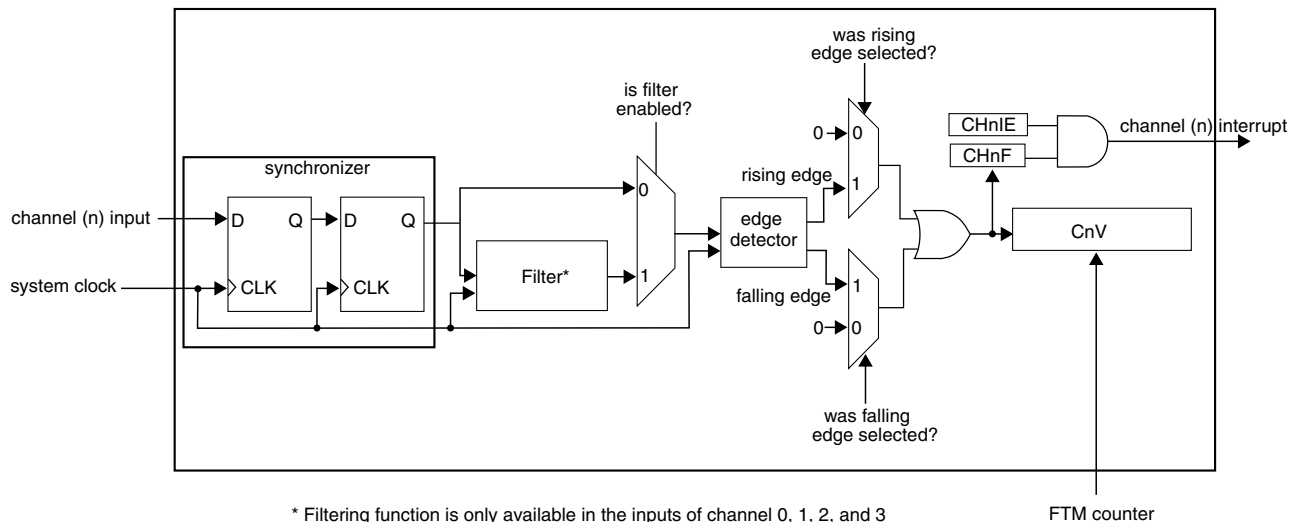 was rising
edge selected?
is filter
enabled?
0
0
CHnIE
channel (n) interrupt
CHnF
synchronizer
rising edge
1
0
channel (n) input
D
Q
D
Q
edge
detector
CnV
Filter*
1
system clock
CLK
CLK
falling edge
1
0
0
was falling
edge selected?
* Filtering function is only available in the inputs of channel 0, 1, 2, and 3
FTM counter